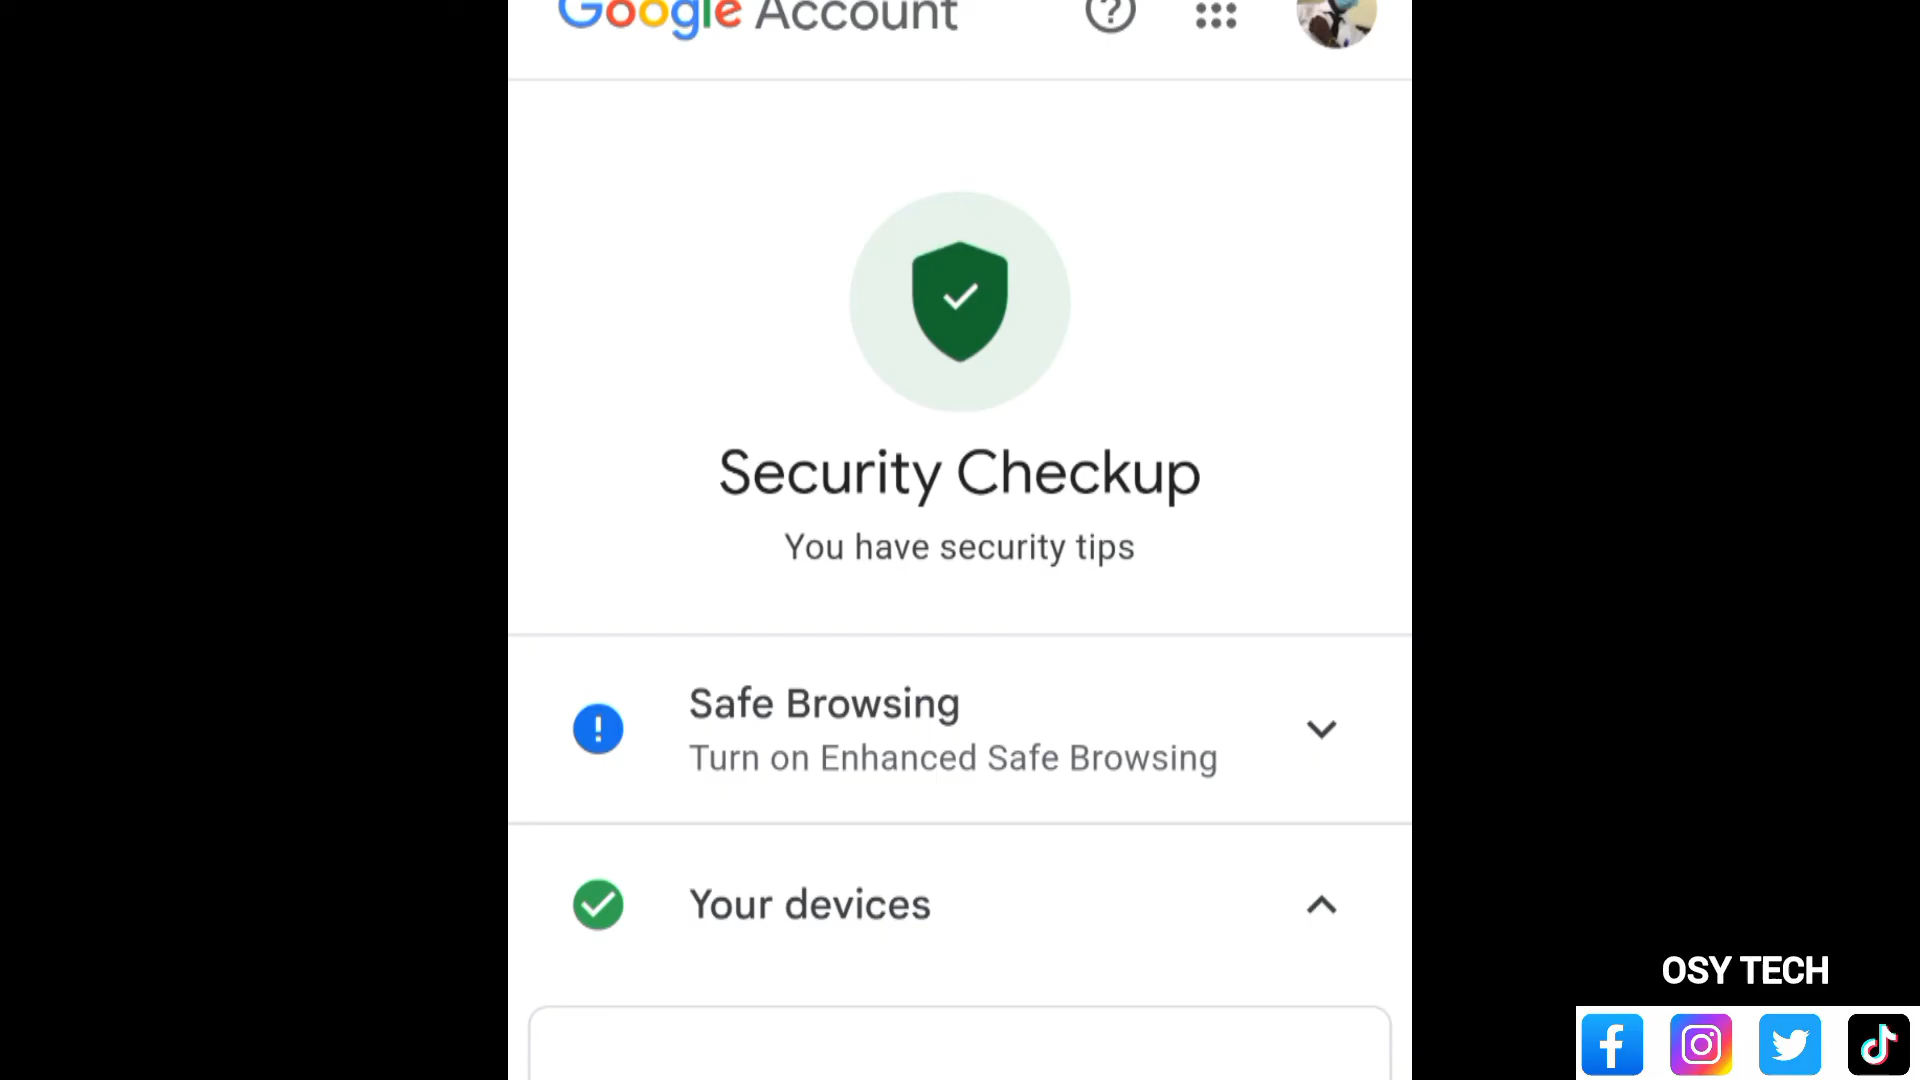 Google Account
Security Checkup
You have security tips
Safe Browsing
Turn on Enhanced Safe Browsing
Your devices
OSY TECH